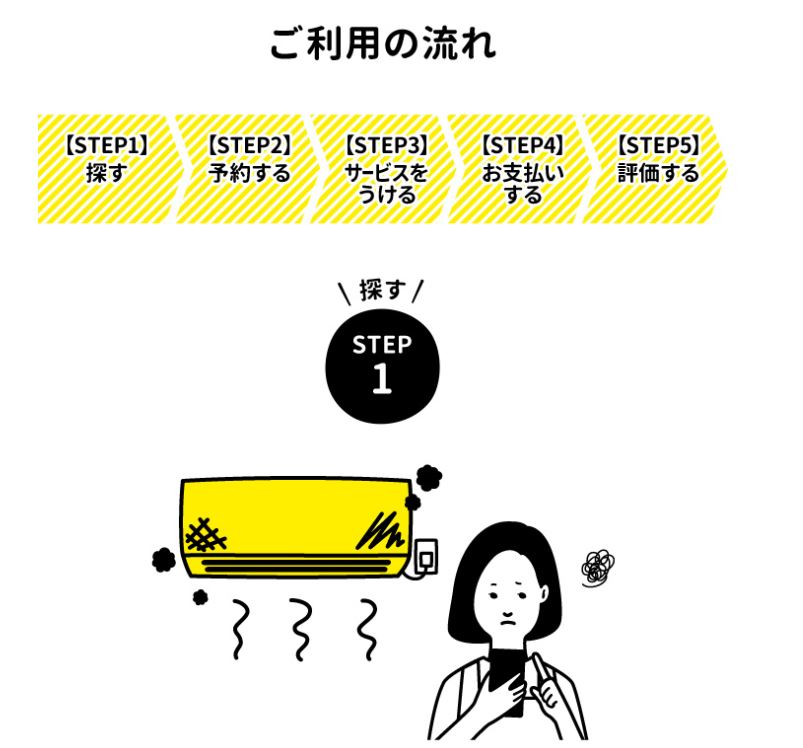 ご利用の流れ
【STEP1】
探す
【STEP2】
予約する
【STEP3】
サービスを
うける
【STEP4】
お支払い
する
【STEP5】
評価する
\ 探す /
STEP
1